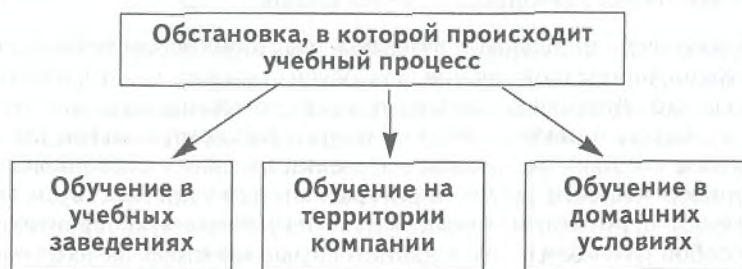 Обстановка, в которой происходит
учебный процесс
Обучение в
учебных
заведениях
Обучение на
территории
компании
Обучение в
домашних
условиях